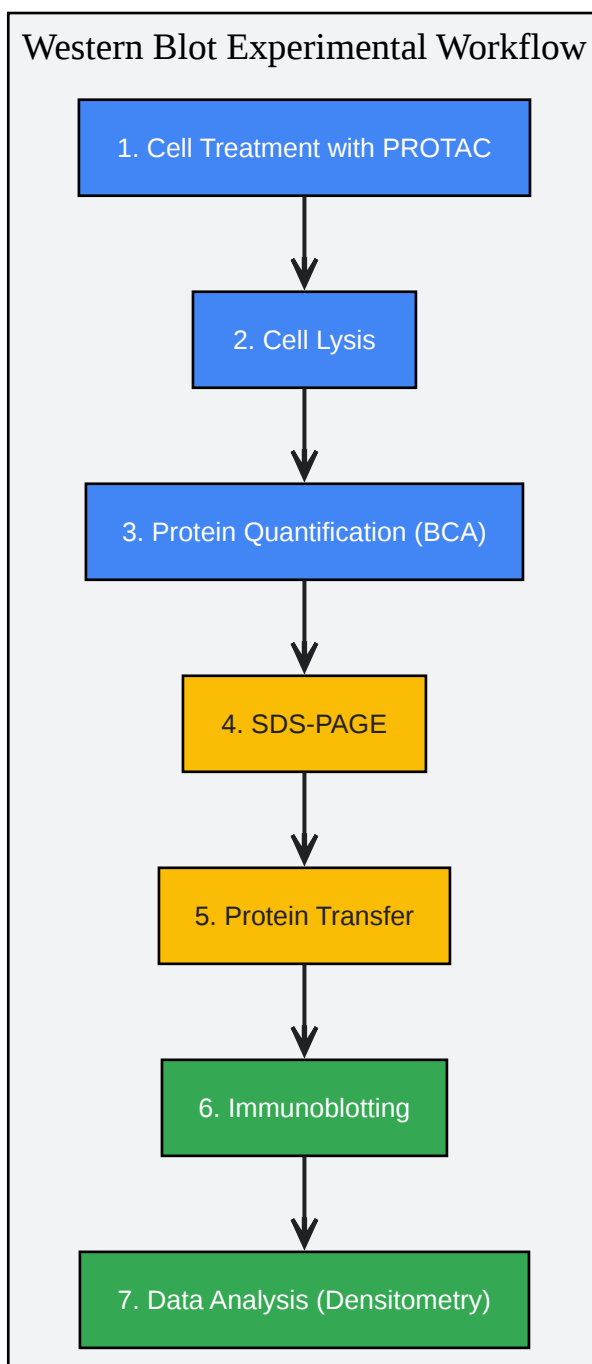 Western Blot Experimental Workflow
1. Cell Treatment with PROTAC
2. Cell Lysis
3. Protein Quantification (BCA)
4. SDS-PAGE
5. Protein Transfer
6. Immunoblotting
7. Data Analysis (Densitometry)